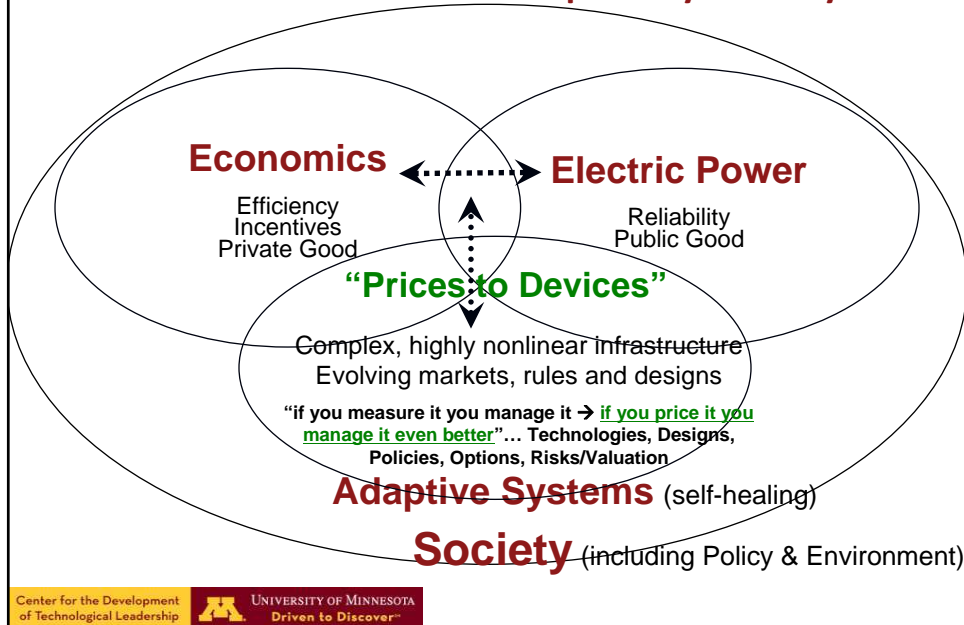 Economics
Electric Power
Efficiency
Incentives
Private Good
Reliability
Public Good
“Prices to Devices”
Complex, highly nonlinear infrastructure
Evolving markets, rules and designs
“if you measure it you manage it → if you price it you
manage it even better”… Technologies, Designs,
Policies, Options, Risks/Valuation
Adaptive Systems (self-healing)
Society (including Policy & Environment)
Center for the Development
of Technological Leadership
UNIVERSITY OF MINNESOTA
Driven to Discover℠